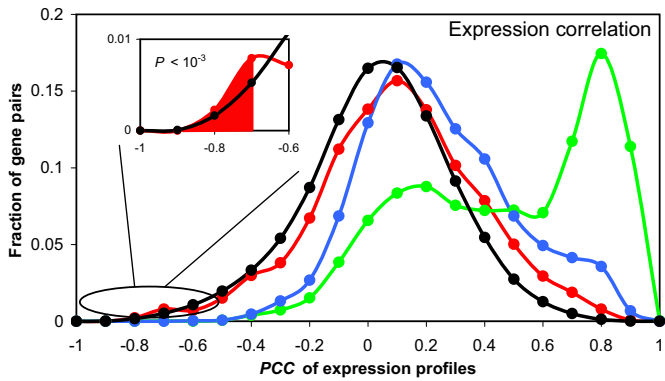 0.2
Expression correlation
0.01
P < 10-3
0
-1
-0.8
-0.6
0.15
0.1
0.05
0
Fraction of gene pairs
-1 -0.8 -0.6 -0.4 -0.2 0 0.2 0.4 0.6 0.8 1
PCC of expression profiles